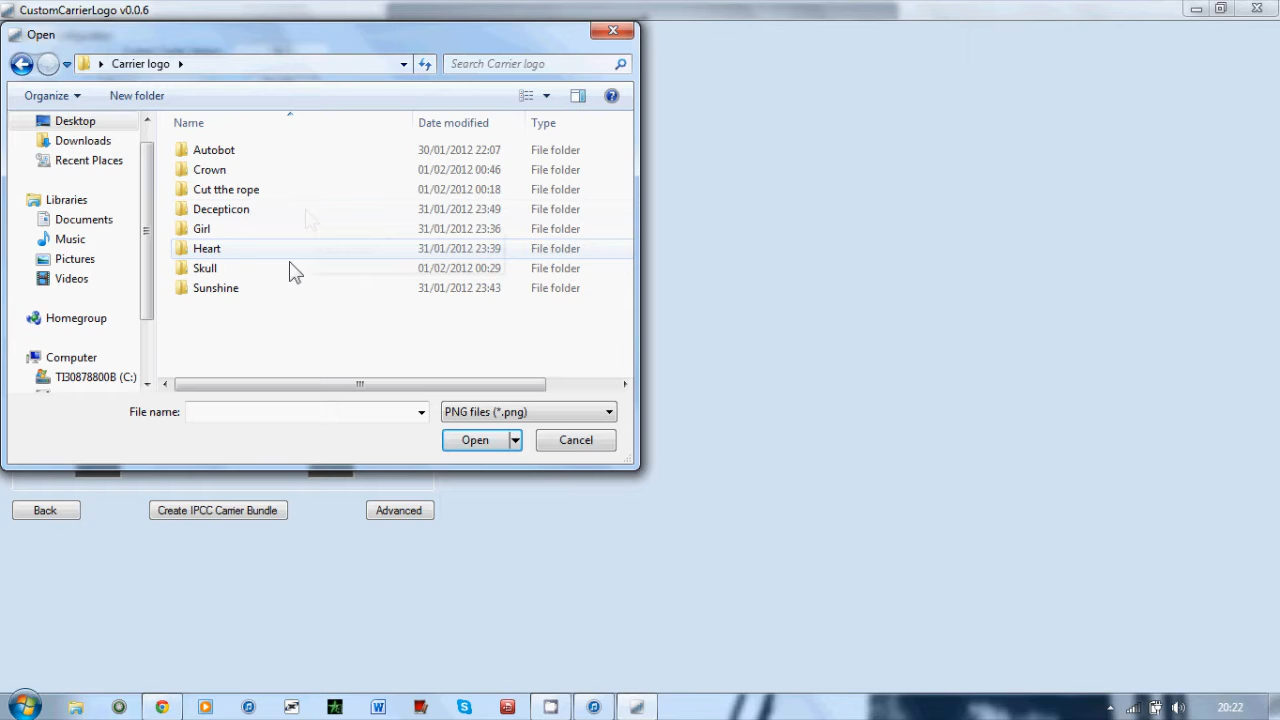 CustomCarrierLogo v0.0.6
Open
Carrier logo
Search Carrier logo
Organize
New folder
Name
Date modified
Type
Desktop
Downloads
Recent Places
Libraries
Documents
Music
Pictures
Videos
Homegroup
Computer
TI30878800B (C:)
Autobot 30/01/2012 22:07 File folder
Crown 01/02/2012 00:46 File folder
Cut tthe rope 01/02/2012 00:18 File folder
Decepticon 31/01/2012 23:49 File folder
Girl 31/01/2012 23:36 File folder
Heart 31/01/2012 23:39 File folder
Skull 01/02/2012 00:29 File folder
Sunshine 31/01/2012 23:43 File folder
File name:
PNG files (*.png)
Open
Cancel
Back
Create IPCC Carrier Bundle
Advanced
20:22